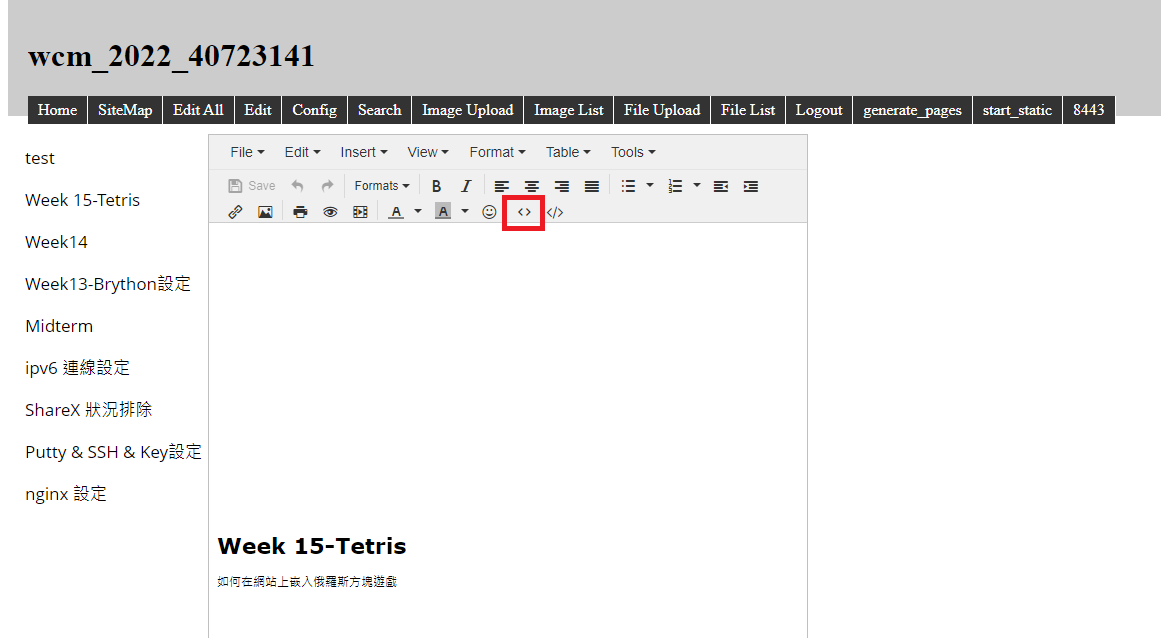 wcm_2022_40723141
Home SiteMap Edit All Edit Config Search Image Upload Image List File Upload File List Logout generate_pages start_static 8443
test
Week 15-Tetris
Week14
Week13-Brython設定
Midterm
ipv6 連線設定
ShareX 狀況排除
Putty & SSH & Key設定
nginx 設定
File Edit Insert View Format Table Tools
Save Formats B I
A A
Week 15-Tetris
如何在網站上嵌入俄羅斯方塊遊戲